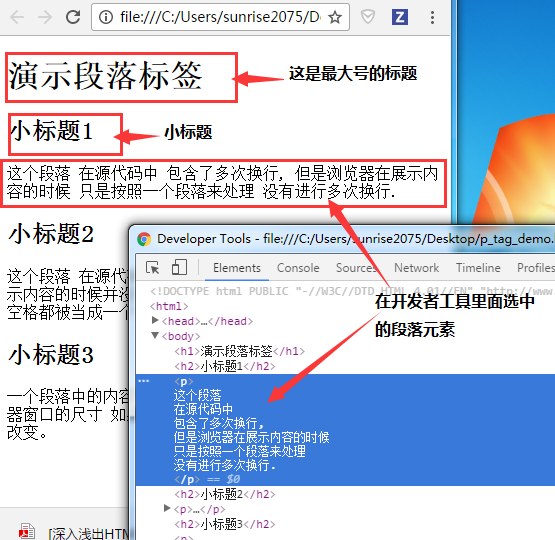 file:///C:/Users/sunrise2075/D
演示段落标签
这是最大号的标题
小标题1
小标题
这个段落 在源代码中 包含了多次换行, 但是浏览器在展示内
容的时候 只是按照一个段落来处理 没有进行多次换行.
小标题2
Developer Tools - file:///C:/Users/sunrise2075/Desktop/p_tag_demo.
Elements Console Sources Network Timeline Profiles
这个段落 在源
示内容的时候并没
空格都被当成一个
<!DOCTYPE html PUBLIC "-//W3C//DTD HTML 4.01//EN" "http://www.
<html>
<head>…</head>
<body>
在开发者工具里面选中
的段落元素
<h1>演示段落标签</h1>
<h2>小标题1</h2>
小标题3
<p>
这个段落
在源代码中
包含了多次换行,
但是浏览器在展示内容的时候
只是按照一个段落来处理
没有进行多次换行.
</p> == $0
一个段落中的内容
器窗口的尺寸 如
改变。
<h2>小标题2</h2>
<p>…</p>
<h2>小标题3</h2>
[深入浅出HTM